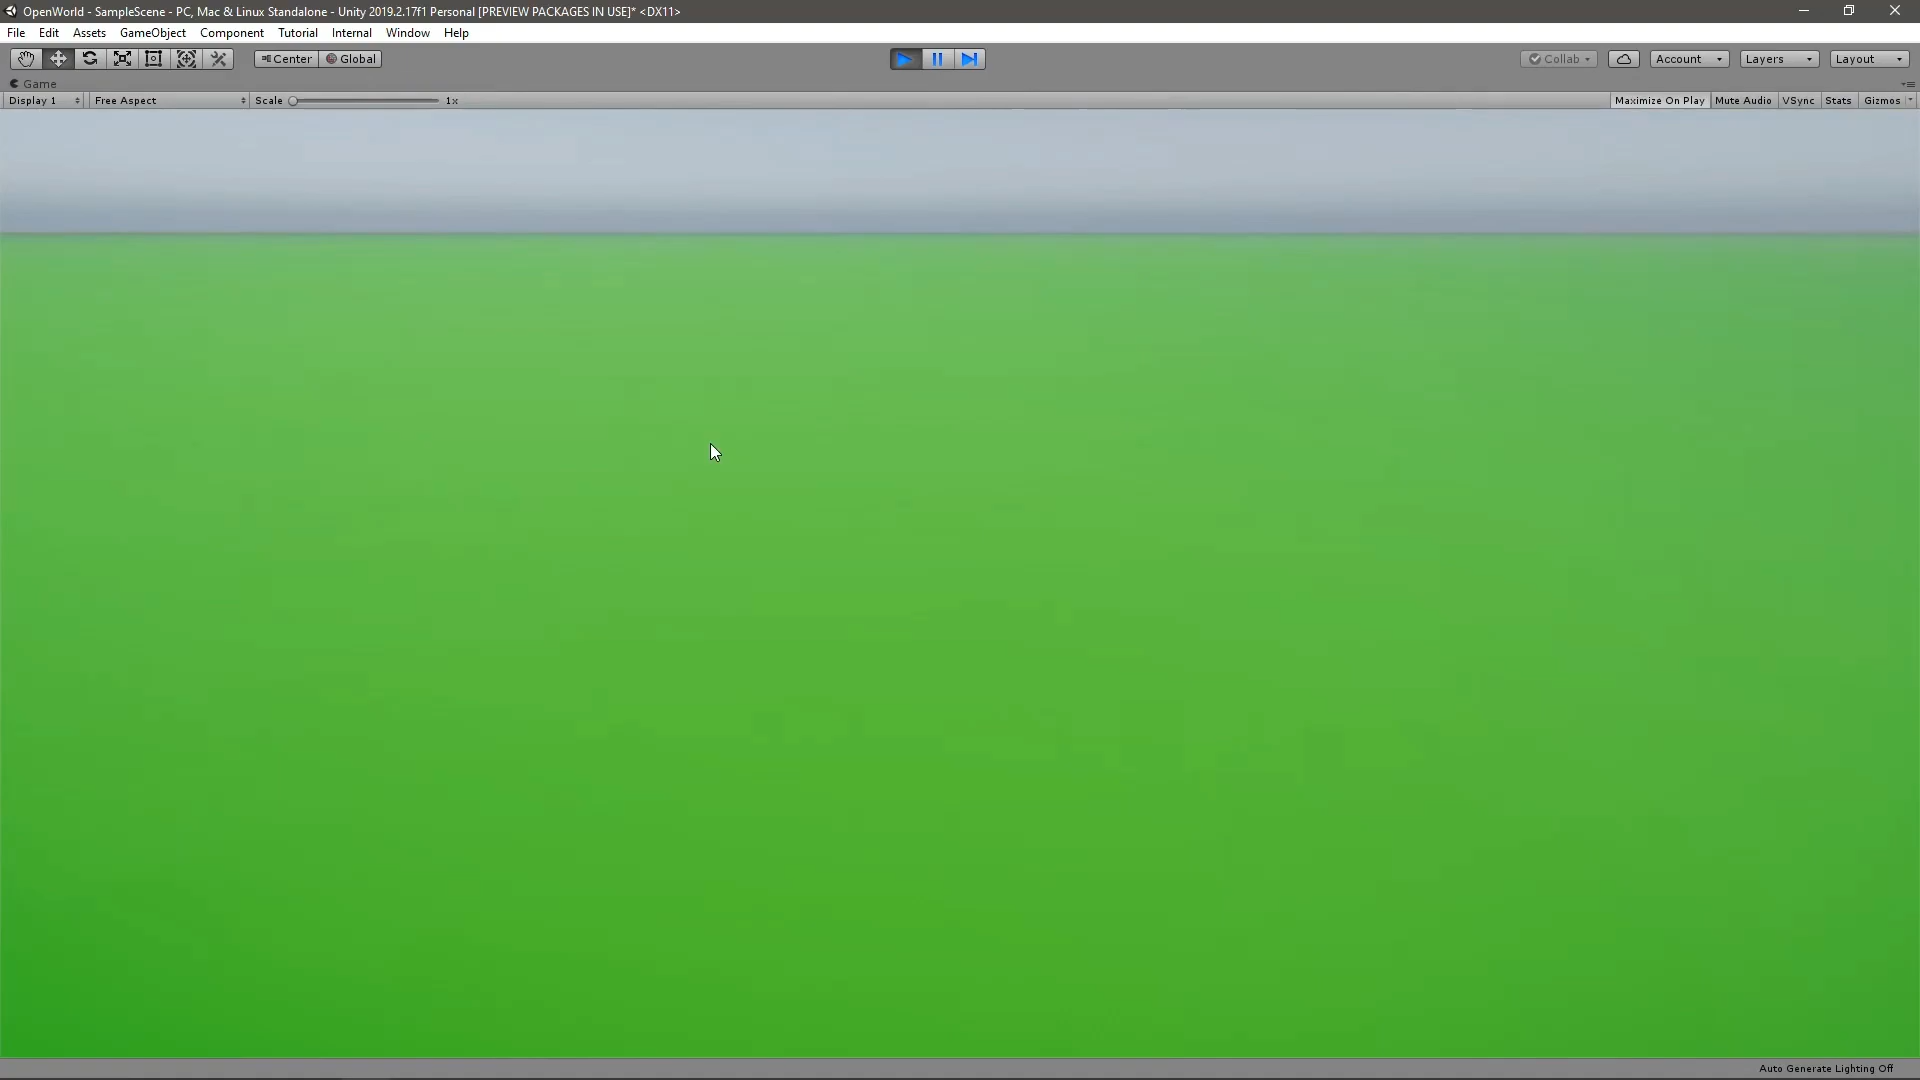 OpenWorld - SampleScene - PC, Mac & Linux Standalone - Unity 2019.2.17f1 Personal [PREVIEW PACKAGES IN USE]* <DX11>
File Edit Assets GameObject Component Tutorial Internal Window Help
Center Global Collab Account Layers Layout
Game
Display 1 Free Aspect Scale 1x Maximize On Play Mute Audio VSync Stats Gizmos
Auto Generate Lighting Off